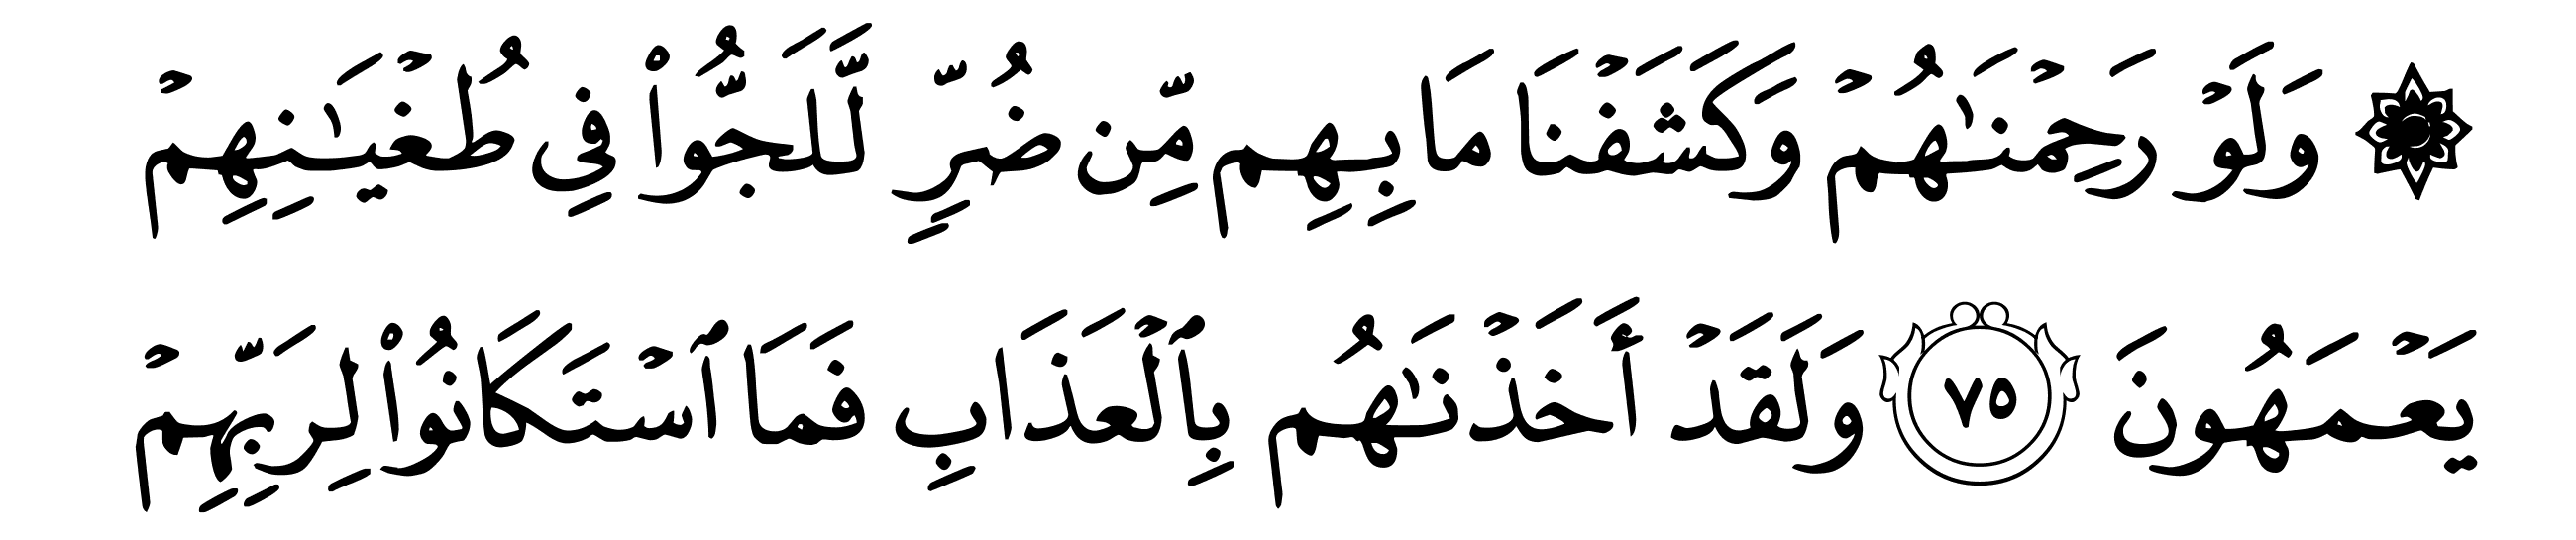 ۞ وَلَوۡ رَحِمۡنَٰهُمۡ وَكَشَفۡنَا مَا بِهِم مِّن ضُرّٖ لَّلَجُّواْ فِي طُغۡيَٰنِهِمۡ
يَعۡمَهُونَ ٧٥ وَلَقَدۡ أَخَذۡنَٰهُم بِٱلۡعَذَابِ فَمَا ٱسۡتَكَانُواْ لِرَبِّهِمۡ